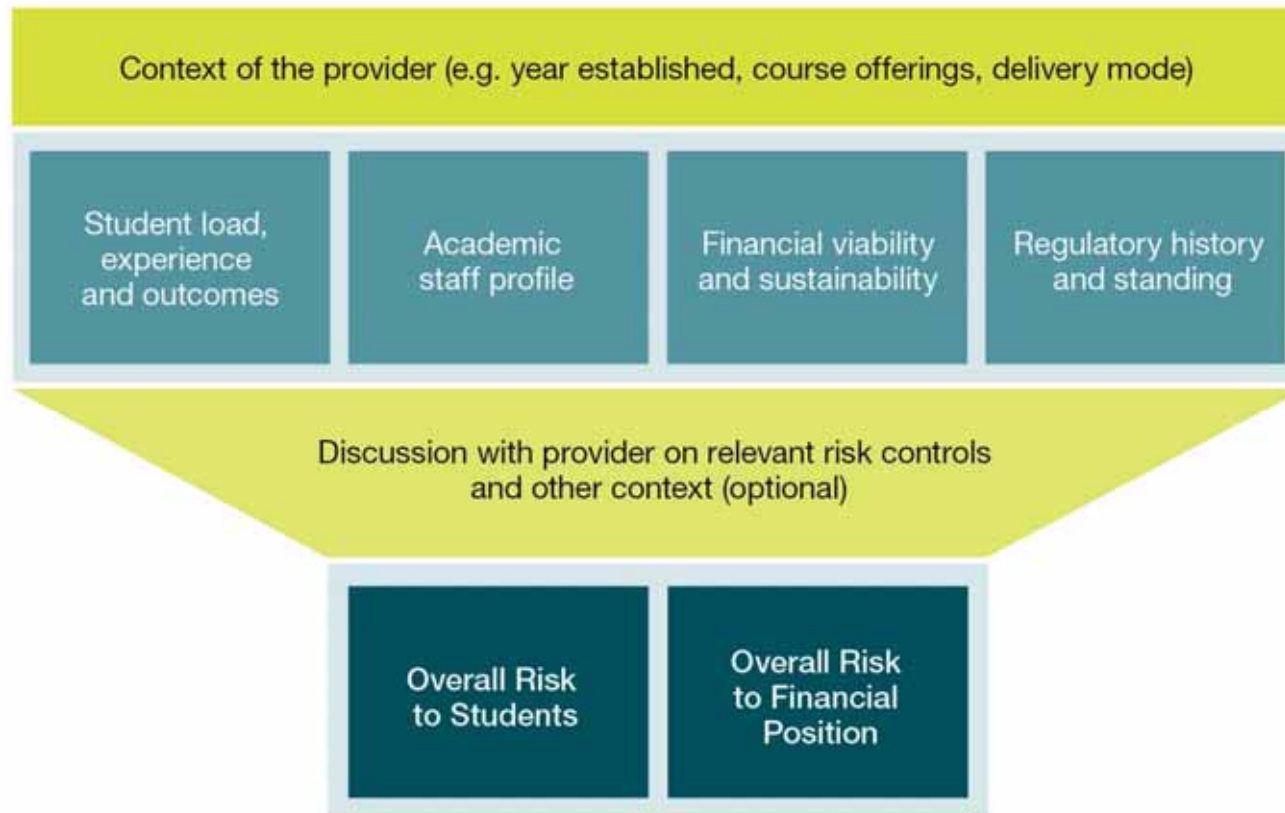 Context of the provider (e.g. year established, course offerings, delivery mode)
Student load,
experience
and outcomes
Academic
staff profile
Financial viability
and sustainability
Regulatory history
and standing
Discussion with provider on relevant risk controls
and other context (optional)
Overall Risk
to Students
Overall Risk
to Financial
Position